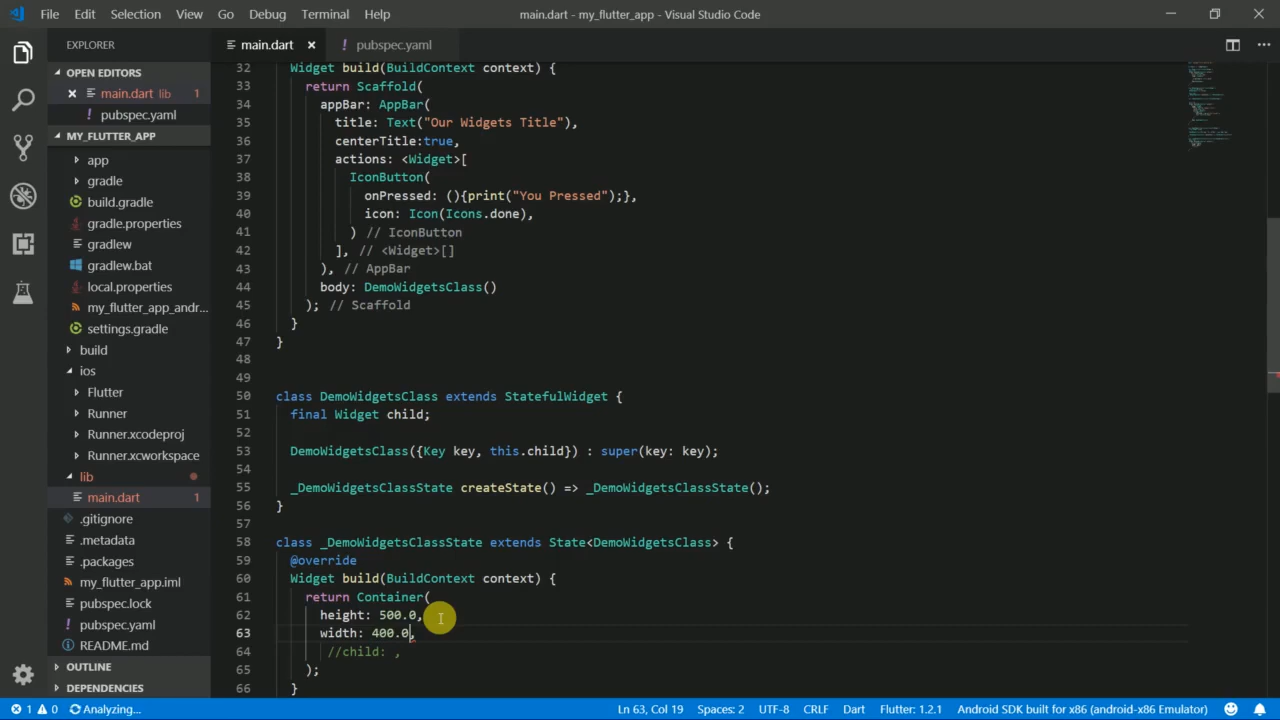 File Edit Selection View Go Debug Terminal Help
main.dart - my_flutter_app - Visual Studio Code
EXPLORER
OPEN EDITORS
main.dart lib 1
pubspec.yaml
MY_FLUTTER_APP
app
gradle
build.gradle
gradle.properties
gradlew
gradlew.bat
local.properties
my_flutter_app_andr...
settings.gradle
build
ios
Flutter
Runner
Runner.xcodeproj
Runner.xcworkspace
lib
main.dart 1
.gitignore
.metadata
.packages
my_flutter_app.iml
pubspec.lock
pubspec.yaml
README.md
OUTLINE
DEPENDENCIES
main.dart
pubspec.yaml
32 Widget build(BuildContext context) {
33 return Scaffold(
34 appBar: AppBar(
35 title: Text("Our Widgets Title"),
36 centerTitle:true,
37 actions: <Widget>[
38 IconButton(
39 onPressed: (){print("You Pressed");},
40 icon: Icon(Icons.done),
41 ) // IconButton
42 ], // <Widget>[]
43 ), // AppBar
44 body: DemoWidgetsClass()
45 ); // Scaffold
46 }
47 }
48
49
50 class DemoWidgetsClass extends StatefulWidget {
51 final Widget child;
52
53 DemoWidgetsClass({Key key, this.child}) : super(key: key);
54
55 _DemoWidgetsClassState createState() => _DemoWidgetsClassState();
56 }
57
58 class _DemoWidgetsClassState extends State<DemoWidgetsClass> {
59 @override
60 Widget build(BuildContext context) {
61 return Container(
62 height: 500.0,
63 width: 400.0,
64 //child: ,
65 );
66 }
1 0 Analyzing...
Ln 63, Col 19 Spaces: 2 UTF-8 CRLF Dart Flutter: 1.2.1 Android SDK built for x86 (android-x86 Emulator)